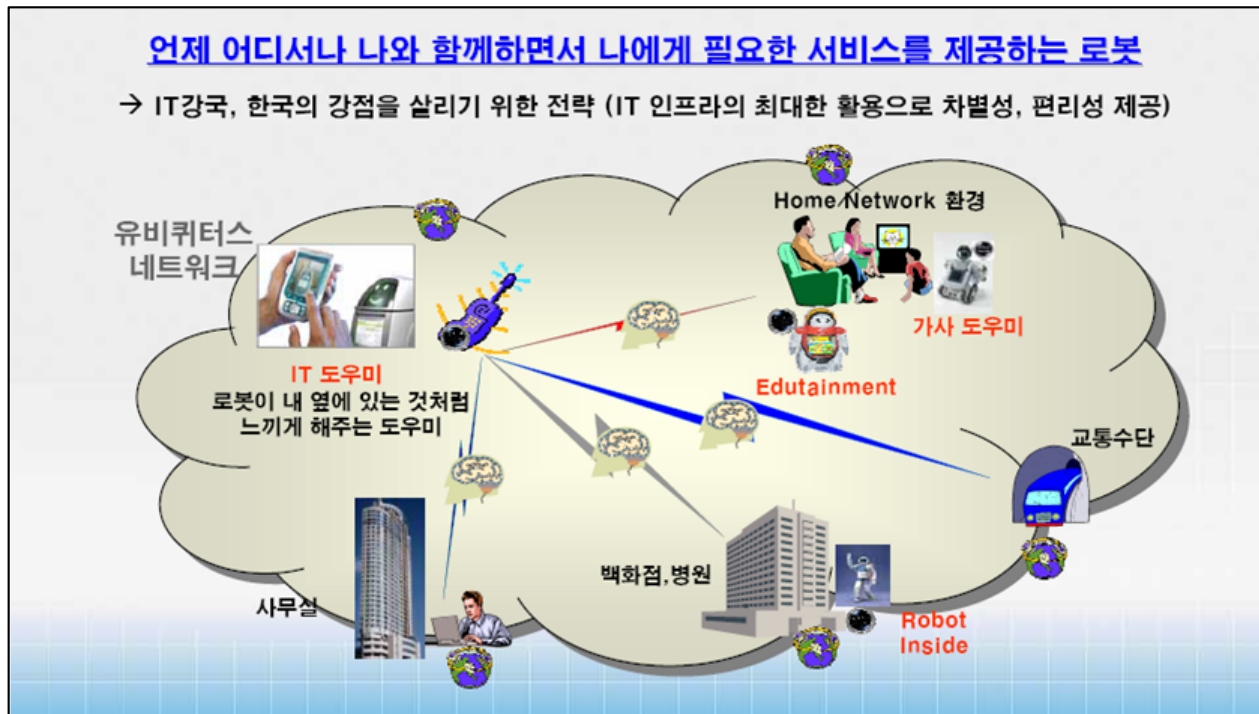 언제 어디서나 나와 함께하면서 나에게 필요한 서비스를 제공하는 로봇
→ IT강국, 한국의 강점을 살리기 위한 전략 (IT 인프라의 최대한 활용으로 차별성, 편리성 제공)
유비쿼터스
네트워크
Home Network 환경
가사 도우미
Edutainment
IT 도우미
로봇이 내 옆에 있는 것처럼
느끼게 해주는 도우미
교통수단
백화점,병원
사무실
Robot
Inside